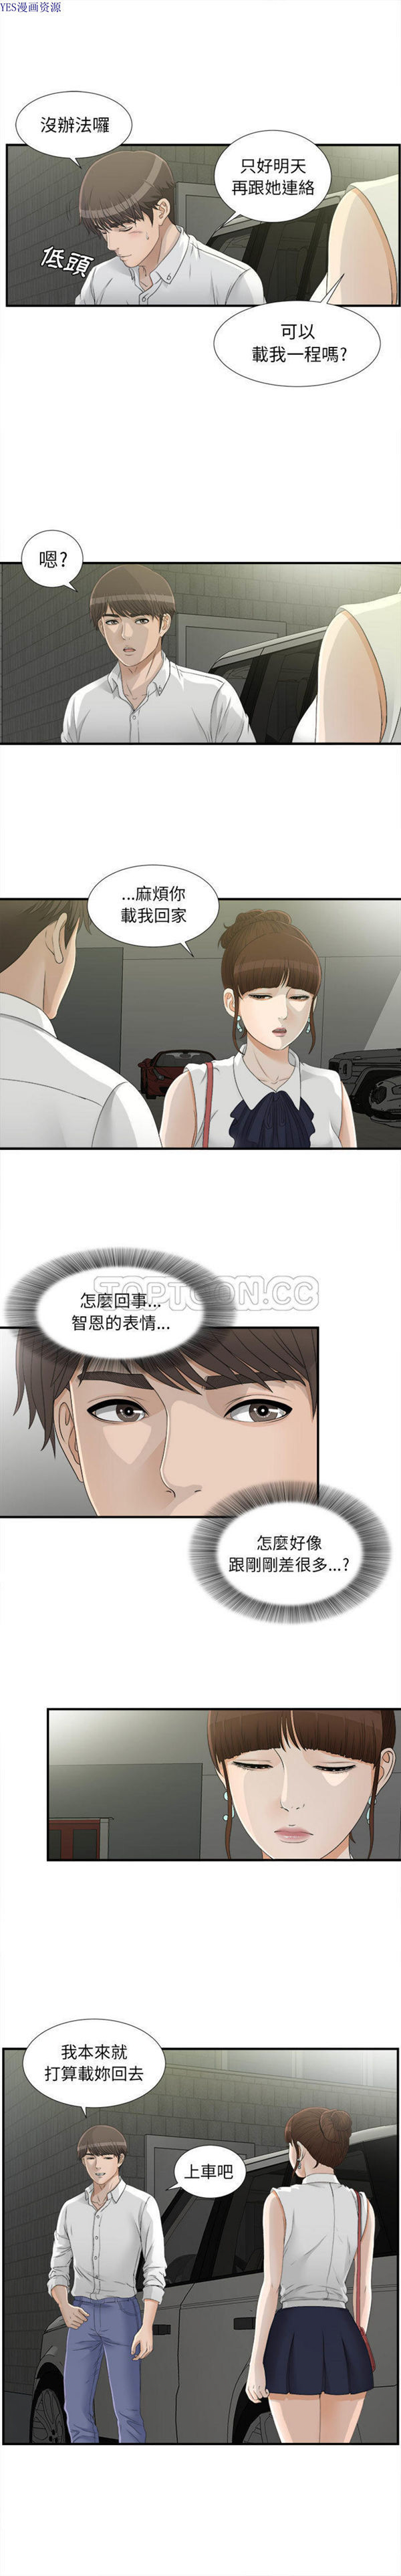 YES漫画资源
沒辦法囉
只好明天
再跟她連絡
低頭
可以
載我一程嗎?
嗯?
...麻煩你
載我回家
TOPTOON.CC
怎麼回事...
智恩的表情...
怎麼好像
跟剛剛差很多...?
我本來就
打算載妳回去
上車吧